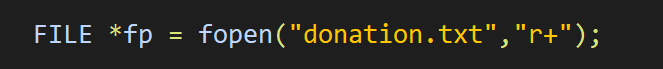 FILE *fp = fopen("donation.txt","r+");